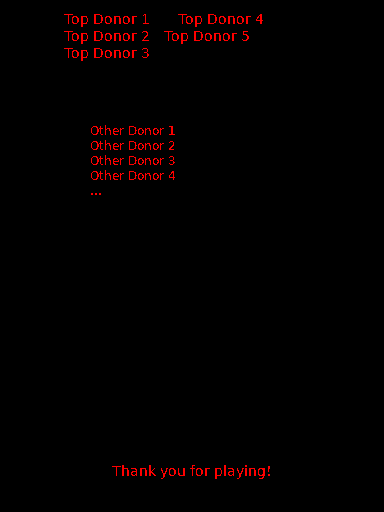 Top Donor 1 Top Donor 4
Top Donor 2 Top Donor 5
Top Donor 3
Other Donor 1
Other Donor 2
Other Donor 3
Other Donor 4
...
Thank you for playing!